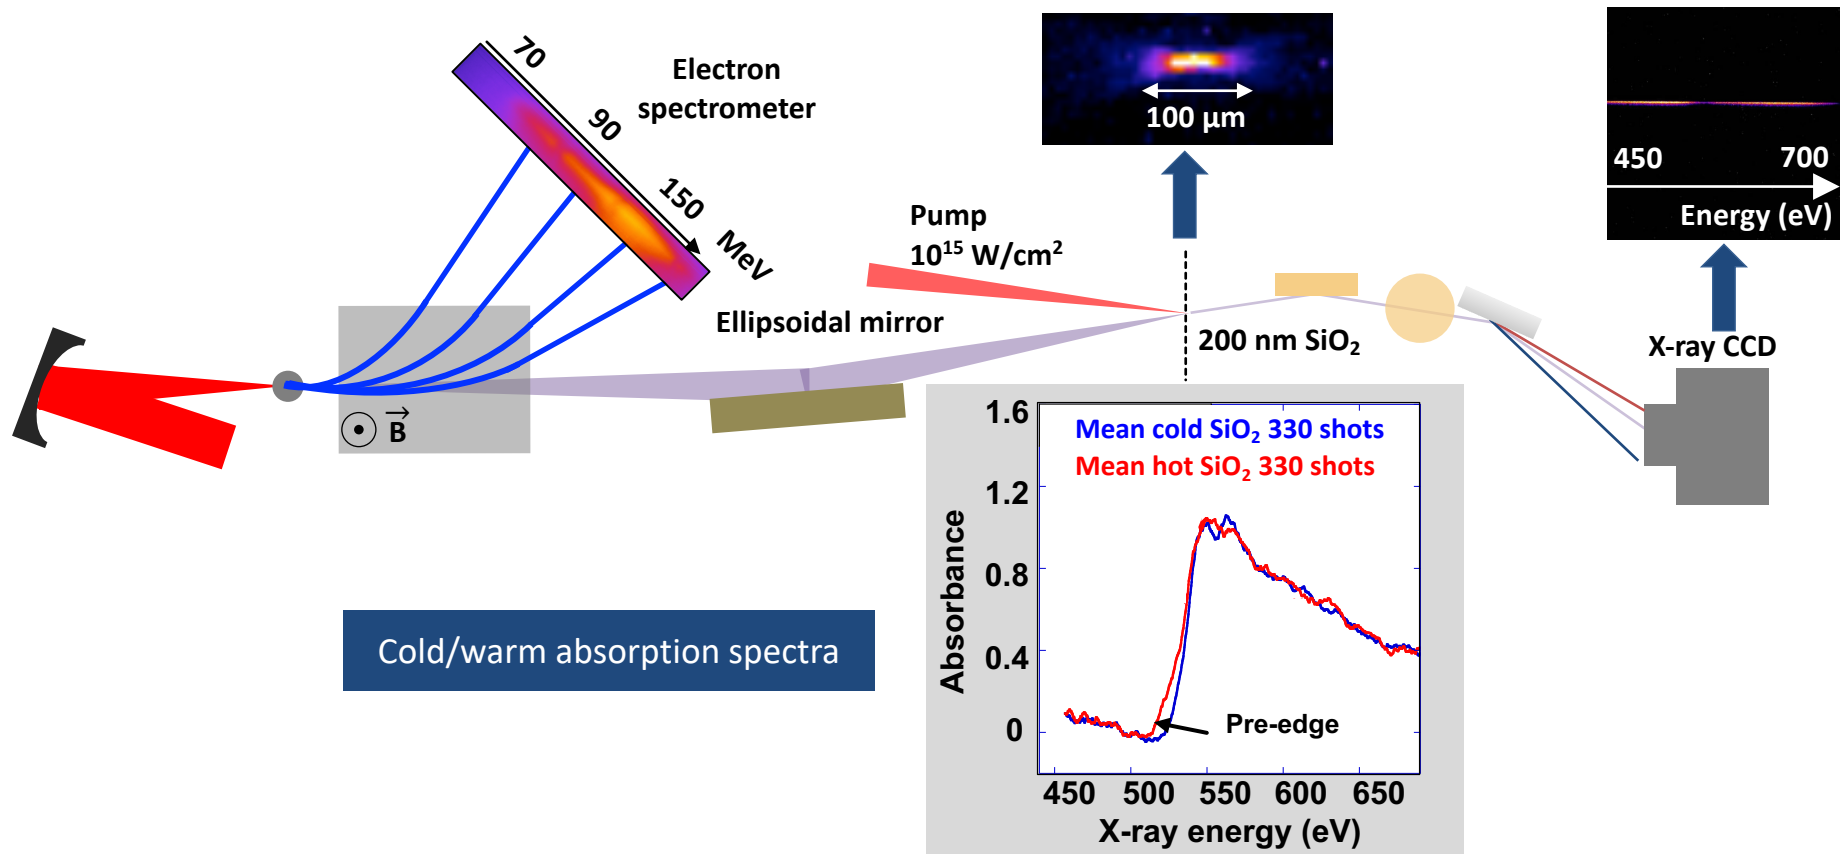 70
90
150
MeV
Electron
spectrometer
100 µm
450 700
Energy (eV)
Pump
10¹⁵ W/cm²
Ellipsoidal mirror
200 nm SiO₂
X-ray CCD
B
Mean cold SiO₂ 330 shots
Mean hot SiO₂ 330 shots
1.6
1.2
0.8
0.4
0
Absorbance
Pre-edge
450 500 550 600 650
X-ray energy (eV)
Cold/warm absorption spectra